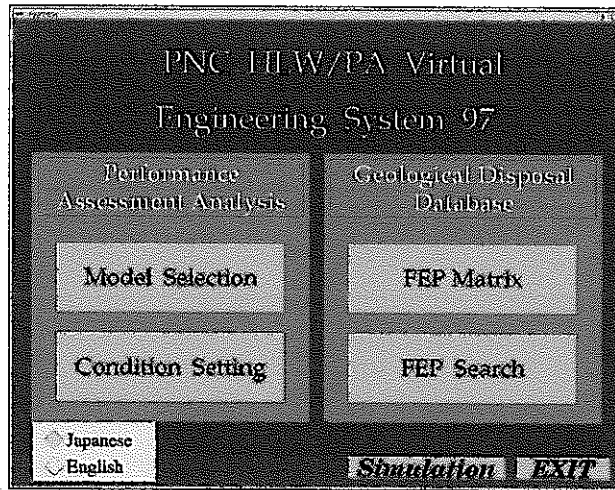 PNC HLW/PA Virtual
Engineering System 97
Performance
Assessment Analysis
Model Selection
Condition Setting
Geological Disposal
Database
FEP Matrix
FEP Search
Japanese
English
Simulation
EXIT